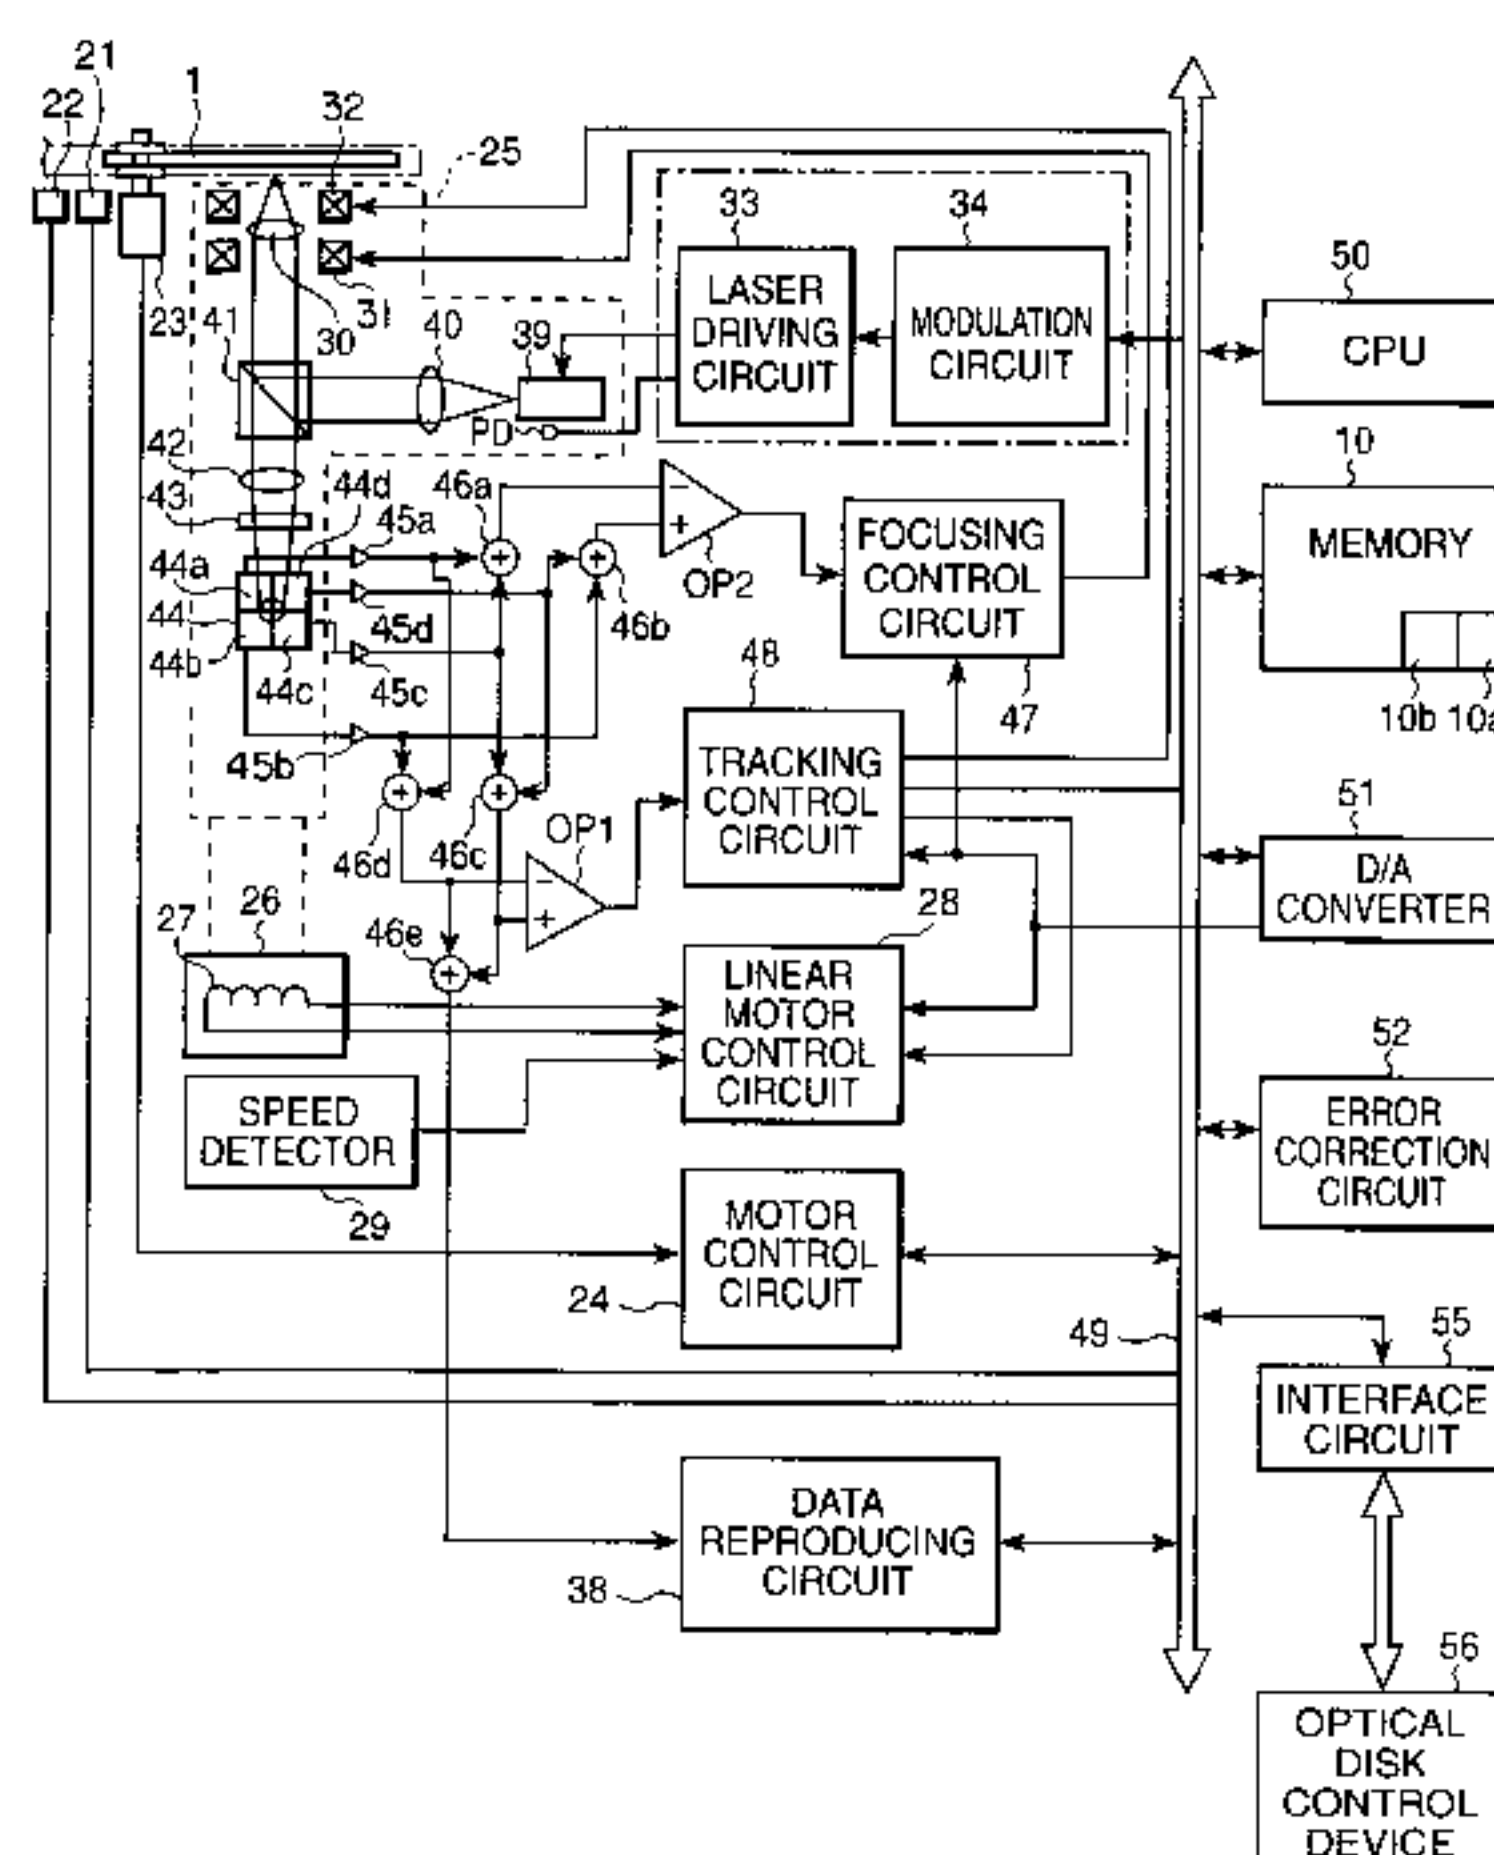 21
22
1
32
25
33
34
LASER
DRIVING
CIRCUIT
MODULATION
CIRCUIT
50
CPU
23
41
30
31
40
39
PD
42
43
44d
46a
45a
10
MEMORY
10b
FOCUSING
CONTROL
CIRCUIT
OP2
44a
44
44b
44c
45d
45c
46b
47
48
45b
TRACKING
CONTROL
CIRCUIT
51
D/A
CONVERTER
OP1
46d
46c
28
26
27
46e
LINEAR
MOTOR
CONTROL
CIRCUIT
52
ERROR
CORRECTION
CIRCUIT
SPEED
DETECTOR
29
MOTOR
CONTROL
CIRCUIT
24
49
55
INTERFACE
CIRCUIT
DATA
REPRODUCING
CIRCUIT
38
56
OPTICAL
DISK
CONTROL
DEVICE